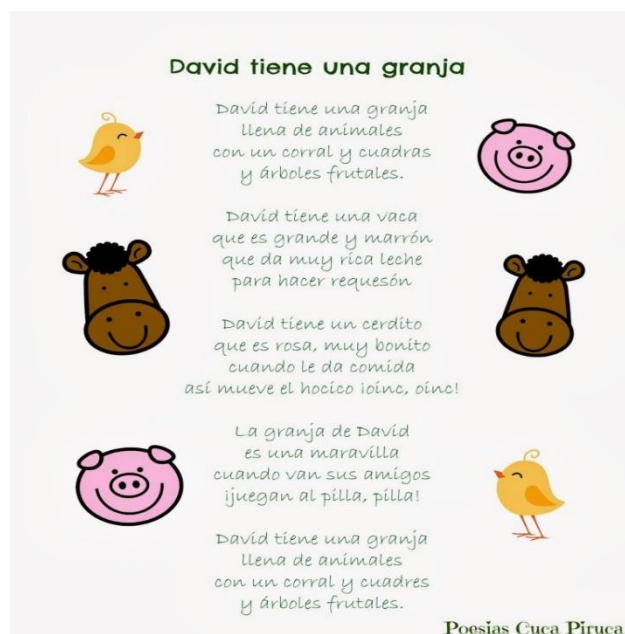 David tiene una granja
David tiene una granja
llena de animales
con un corral y cuadras
y árboles frutales.
David tiene una vaca
que es grande y marrón
que da muy rica leche
para hacer requesón
David tiene un cerdito
que es rosa, muy bonito
cuando le da comida
así mueve el hocico ¡oinc, oinc!
La granja de David
es una maravilla
cuando van sus amigos
¡juegan al pilla, pilla!
David tiene una granja
llena de animales
con un corral y cuadres
y árboles frutales.
Poesias Cuca Piruca